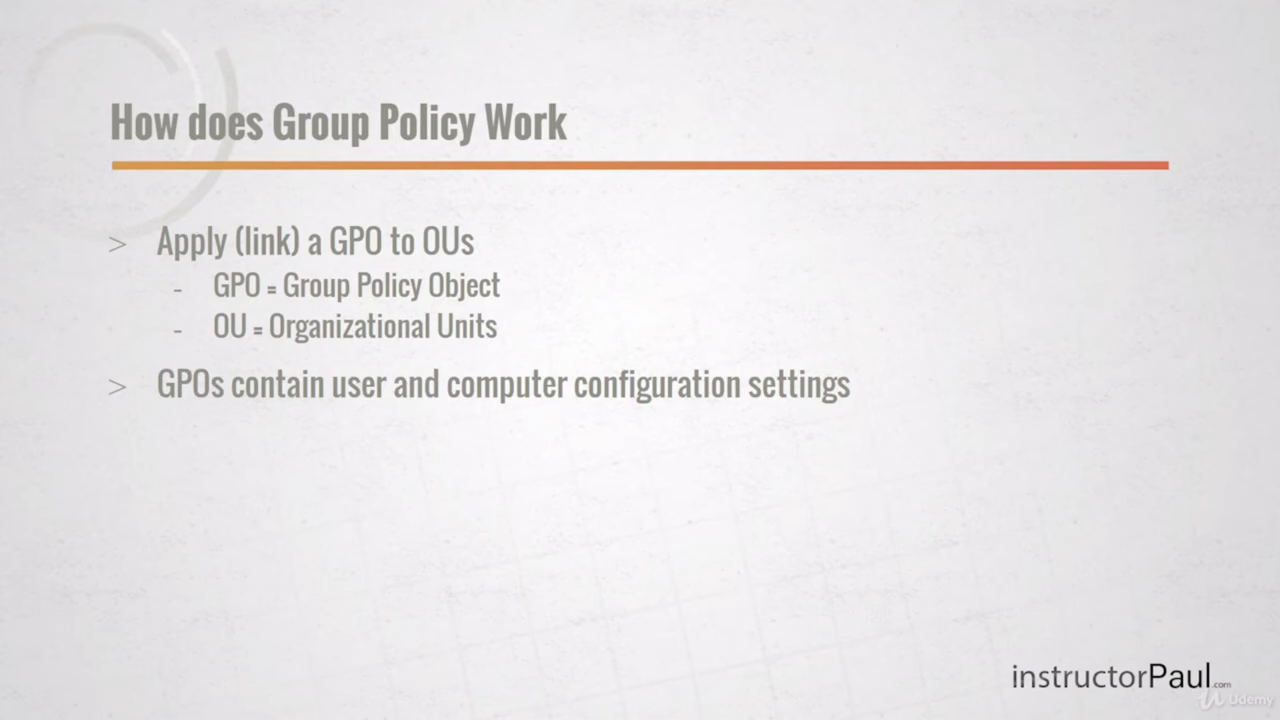 How does Group Policy Work
> Apply (link) a GPO to OUs
- GPO = Group Policy Object
- OU = Organizational Units
> GPOs contain user and computer configuration settings
instructorPaul.com
Udemy